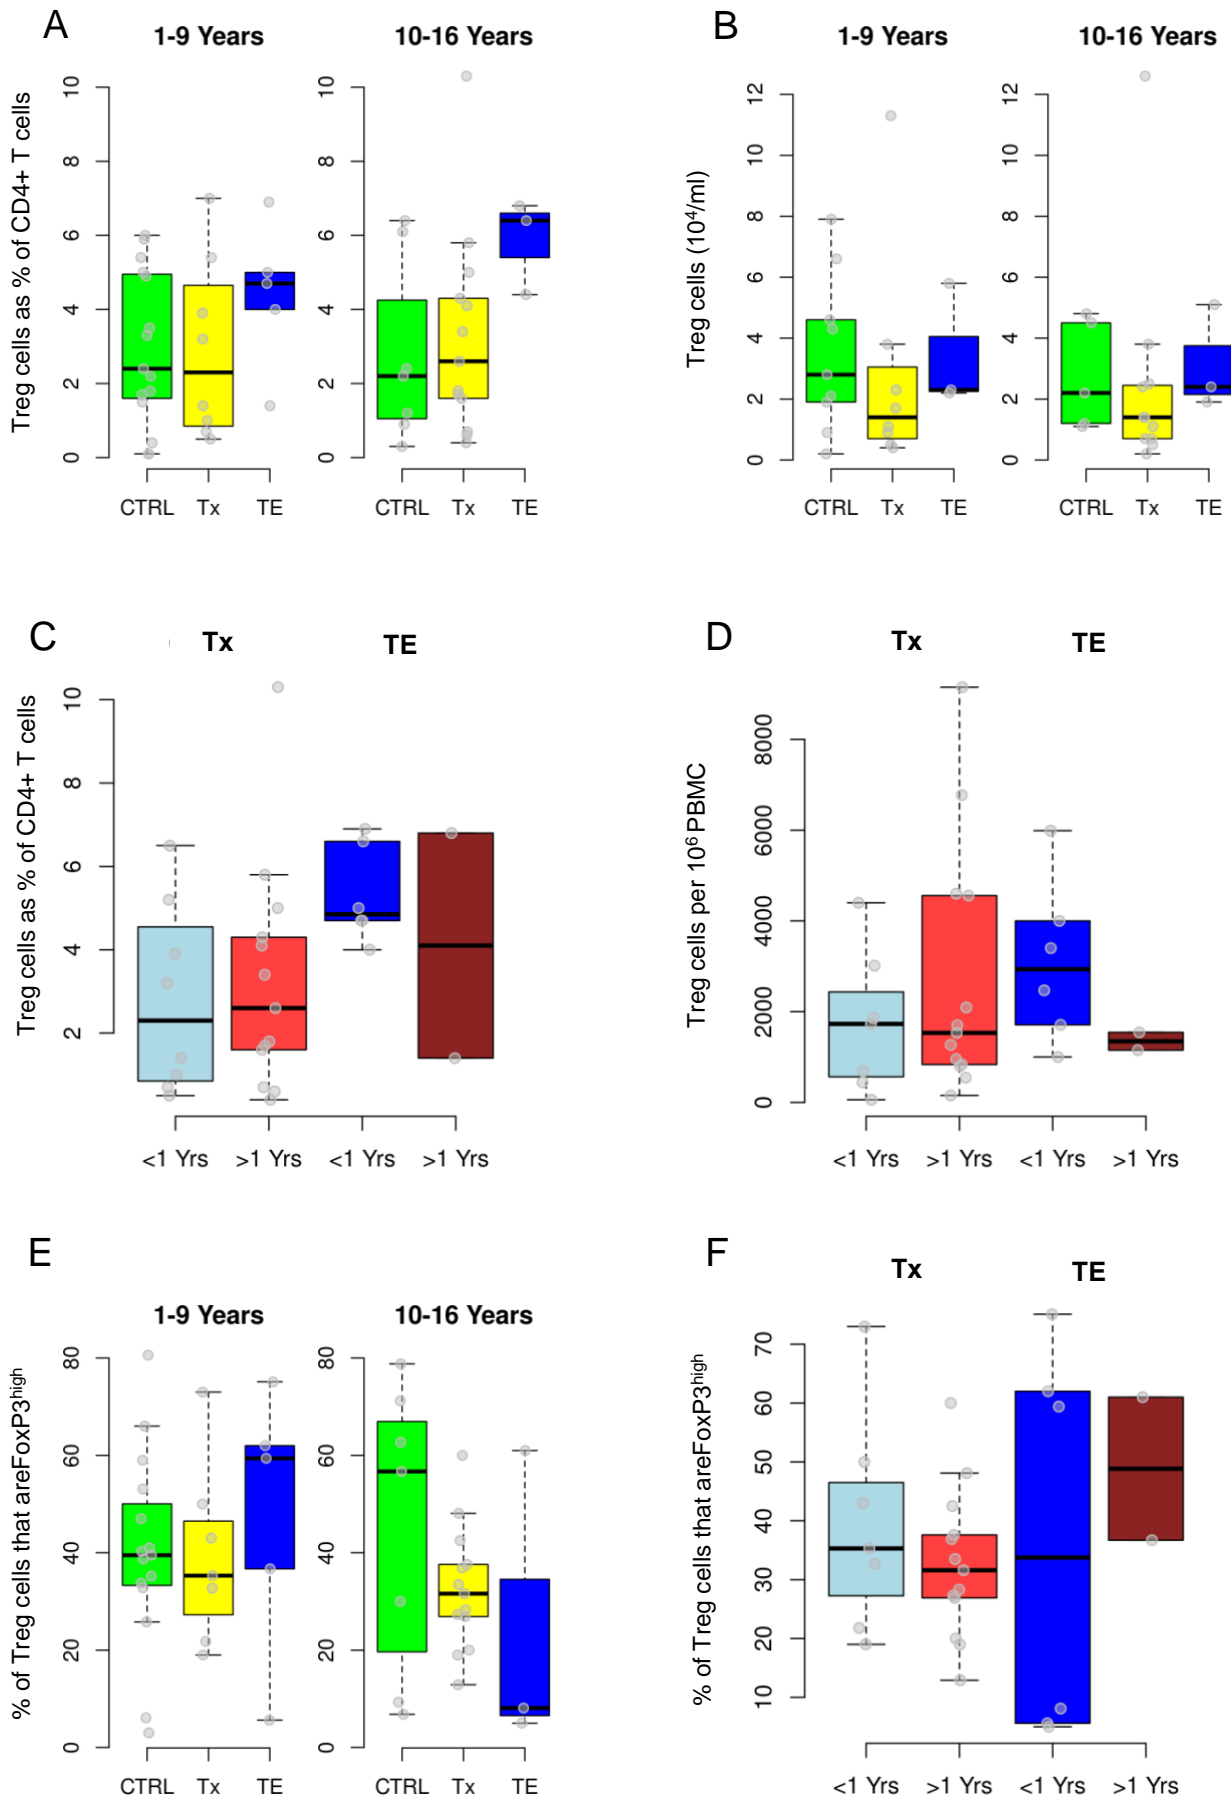 A
B
1-9 Years
10-16 Years
1-9 Years
10-16 Years
Treg cells as % of CD4+ T cells
0
2
4
6
8
10
0
2
4
6
8
10
CTRL
Tx
TE
CTRL
Tx
TE
Treg cells (10⁴/ml)
0
2
4
6
8
10
12
0
2
4
6
8
10
12
CTRL
Tx
TE
CTRL
Tx
TE
C
Tx
TE
Treg cells as % of CD4+ T cells
2
4
6
8
10
<1 Yrs
>1 Yrs
<1 Yrs
>1 Yrs
D
Tx
TE
Treg cells per 10⁶ PBMC
0
2000
4000
6000
8000
<1 Yrs
>1 Yrs
<1 Yrs
>1 Yrs
E
1-9 Years
10-16 Years
% of Treg cells that areFoxP3ʰⁱᵍʰ
0
20
40
60
80
0
20
40
60
80
CTRL
Tx
TE
CTRL
Tx
TE
F
Tx
TE
% of Treg cells that areFoxP3ʰⁱᵍʰ
10
20
30
40
50
60
70
<1 Yrs
>1 Yrs
<1 Yrs
>1 Yrs